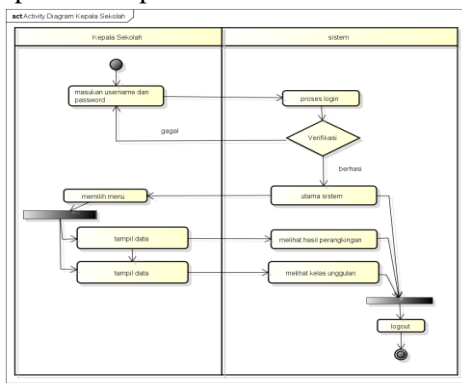 act Activity Diagram Kepala Sekolah
Kepala Sekolah
sistem
masukan username dan
password
proses login
gagal
Verifikasi
berhasi
memilih menu
utama sistem
tampil data
melihat hasil perangkingan
tampil data
melihat kelas unggulan
logout